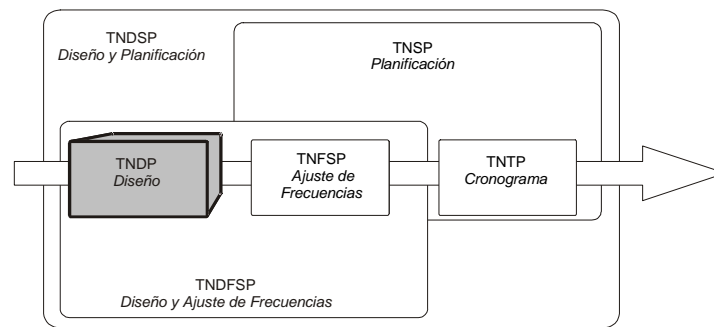 TNDSP
Diseño y Planificación
TNSP
Planificación
TNDP
Diseño
TNFSP
Ajuste de
Frecuencias
TNTP
Cronograma
TNDFSP
Diseño y Ajuste de Frecuencias